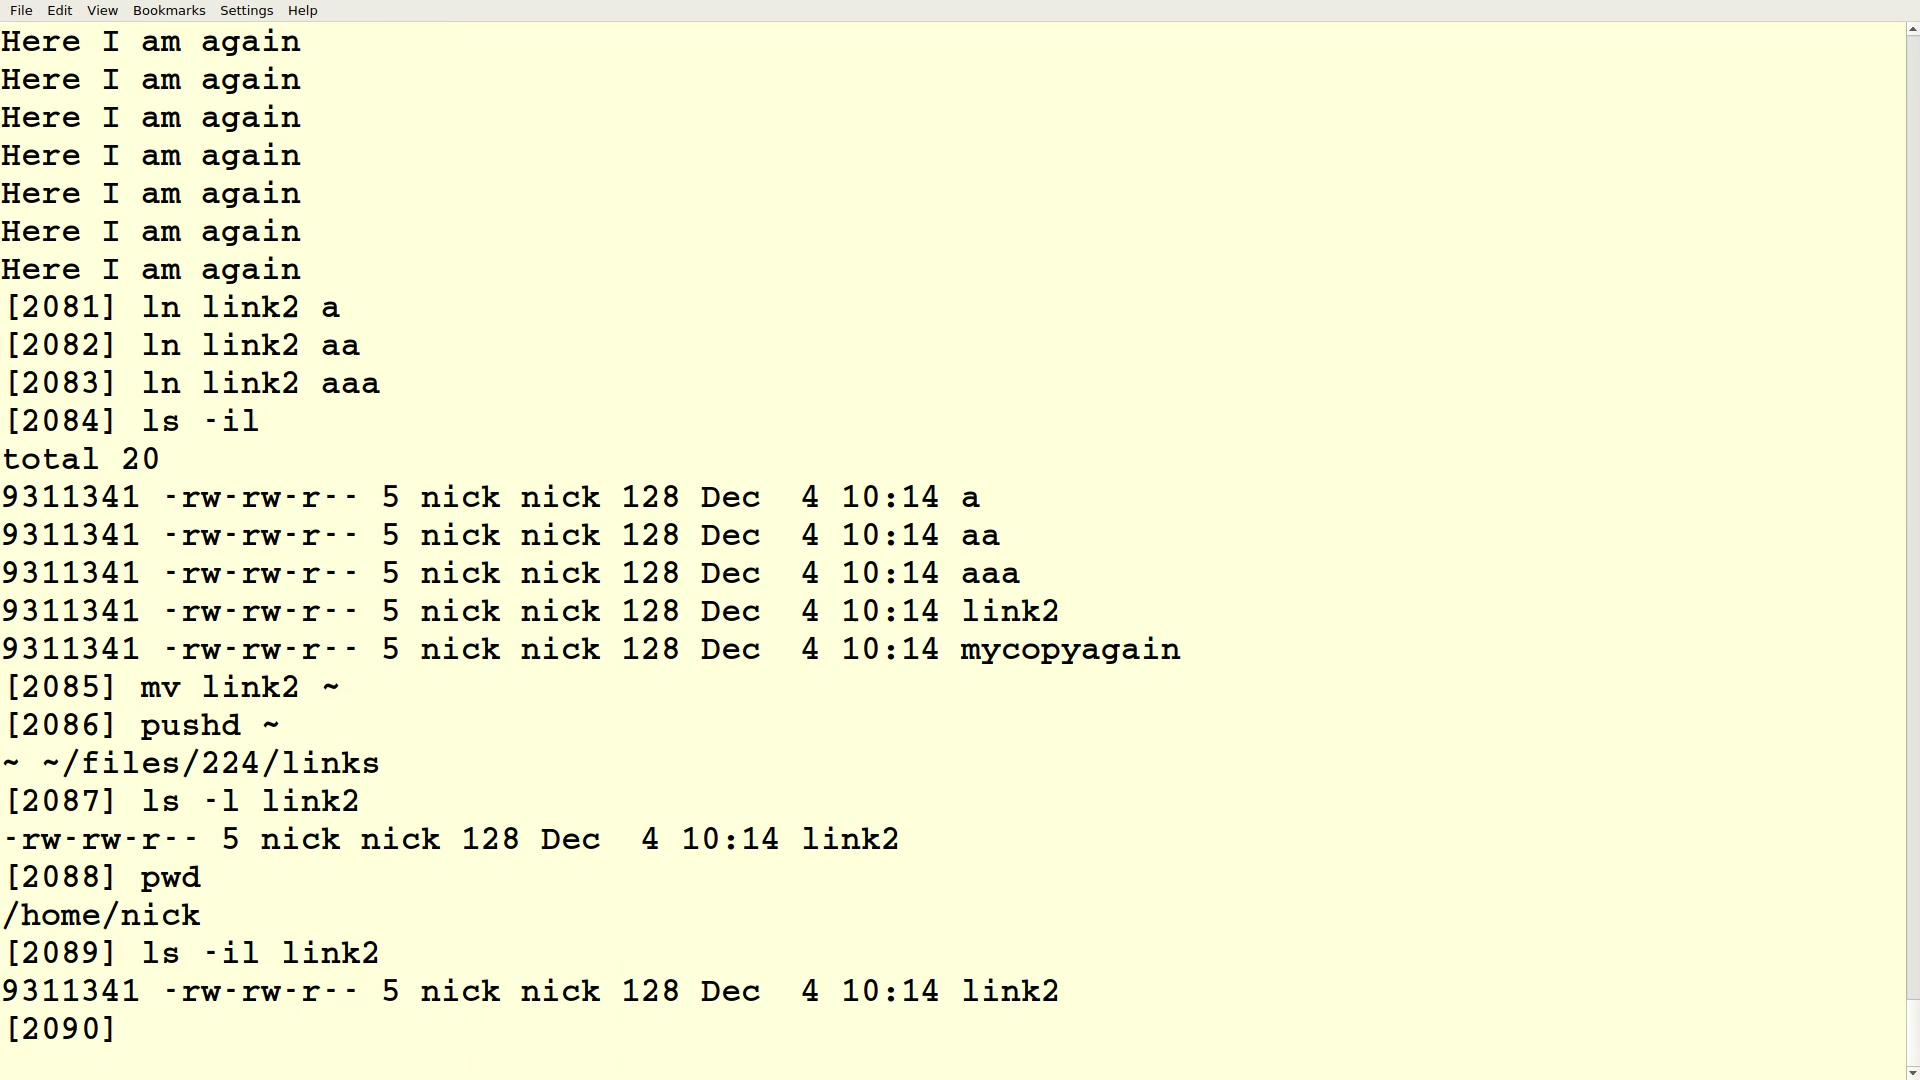 File Edit View Bookmarks Settings Help
Here I am again
Here I am again
Here I am again
Here I am again
Here I am again
Here I am again
Here I am again
[2081] ln link2 a
[2082] ln link2 aa
[2083] ln link2 aaa
[2084] ls -il
total 20
9311341 -rw-rw-r-- 5 nick nick 128 Dec  4 10:14 a
9311341 -rw-rw-r-- 5 nick nick 128 Dec  4 10:14 aa
9311341 -rw-rw-r-- 5 nick nick 128 Dec  4 10:14 aaa
9311341 -rw-rw-r-- 5 nick nick 128 Dec  4 10:14 link2
9311341 -rw-rw-r-- 5 nick nick 128 Dec  4 10:14 mycopyagain
[2085] mv link2 ~
[2086] pushd ~
~ ~/files/224/links
[2087] ls -l link2
-rw-rw-r-- 5 nick nick 128 Dec  4 10:14 link2
[2088] pwd
/home/nick
[2089] ls -il link2
9311341 -rw-rw-r-- 5 nick nick 128 Dec  4 10:14 link2
[2090]